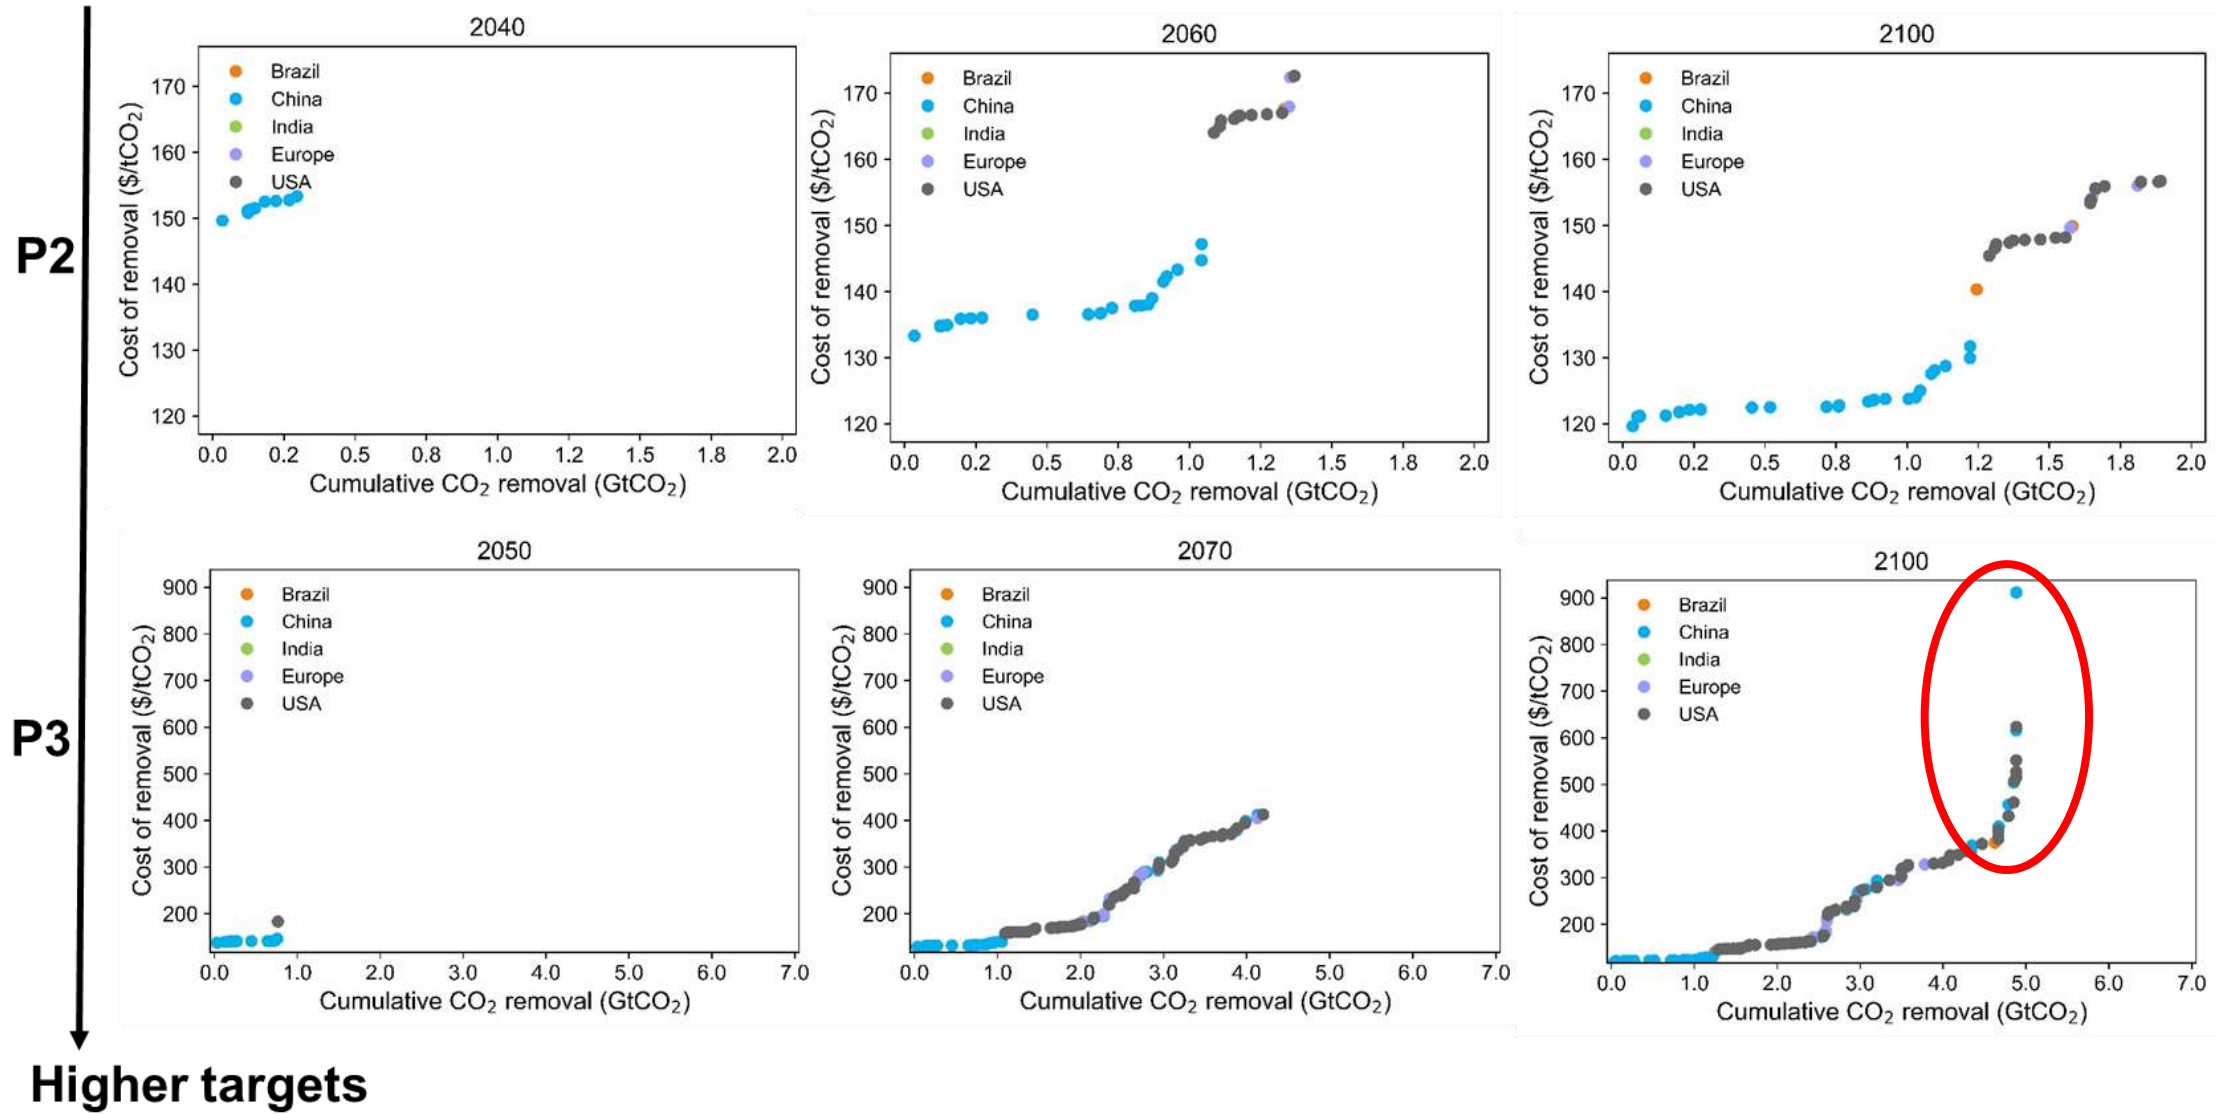 P2
2040
Cost of removal ($/tCO₂)
170
160
150
140
130
120
Brazil
China
India
Europe
USA
0.0 0.2 0.5 0.8 1.0 1.2 1.5 1.8 2.0
Cumulative CO₂ removal (GtCO₂)
2060
Cost of removal ($/tCO₂)
170
160
150
140
130
120
Brazil
China
India
Europe
USA
0.0 0.2 0.5 0.8 1.0 1.2 1.5 1.8 2.0
Cumulative CO₂ removal (GtCO₂)
2100
Cost of removal ($/tCO₂)
170
160
150
140
130
120
Brazil
China
India
Europe
USA
0.0 0.2 0.5 0.8 1.0 1.2 1.5 1.8 2.0
Cumulative CO₂ removal (GtCO₂)
P3
2050
Cost of removal ($/tCO₂)
900
800
700
600
500
400
300
200
Brazil
China
India
Europe
USA
0.0 1.0 2.0 3.0 4.0 5.0 6.0 7.0
Cumulative CO₂ removal (GtCO₂)
2070
Cost of removal ($/tCO₂)
900
800
700
600
500
400
300
200
Brazil
China
India
Europe
USA
0.0 1.0 2.0 3.0 4.0 5.0 6.0 7.0
Cumulative CO₂ removal (GtCO₂)
2100
Cost of removal ($/tCO₂)
900
800
700
600
500
400
300
200
Brazil
China
India
Europe
USA
0.0 1.0 2.0 3.0 4.0 5.0 6.0 7.0
Cumulative CO₂ removal (GtCO₂)
Higher targets